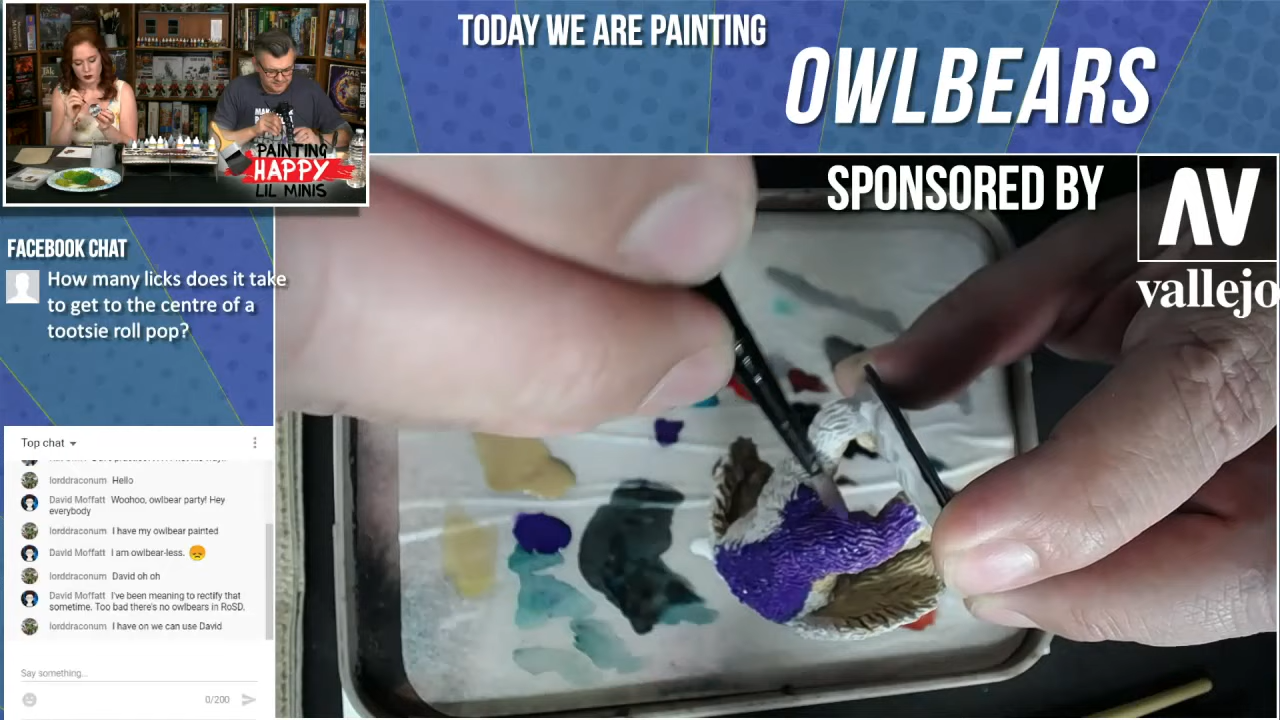 TODAY WE ARE PAINTING
OWLBEARS
SPONSORED BY
AV
vallejo
PAINTING
HAPPY
LIL MINIS
FACEBOOK CHAT
How many licks does it take
to get to the centre of a
tootsie roll pop?
Top chat
lorddraconum Hello
David Moffatt Woohoo, owlbear party! Hey
everybody
lorddraconum I have my owlbear painted
David Moffatt I am owlbear-less. 😞
lorddraconum David oh oh
David Moffatt I've been meaning to rectify that
sometime. Too bad there's no owlbears in RoSD.
lorddraconum I have on we can use David
Say something...
0/200